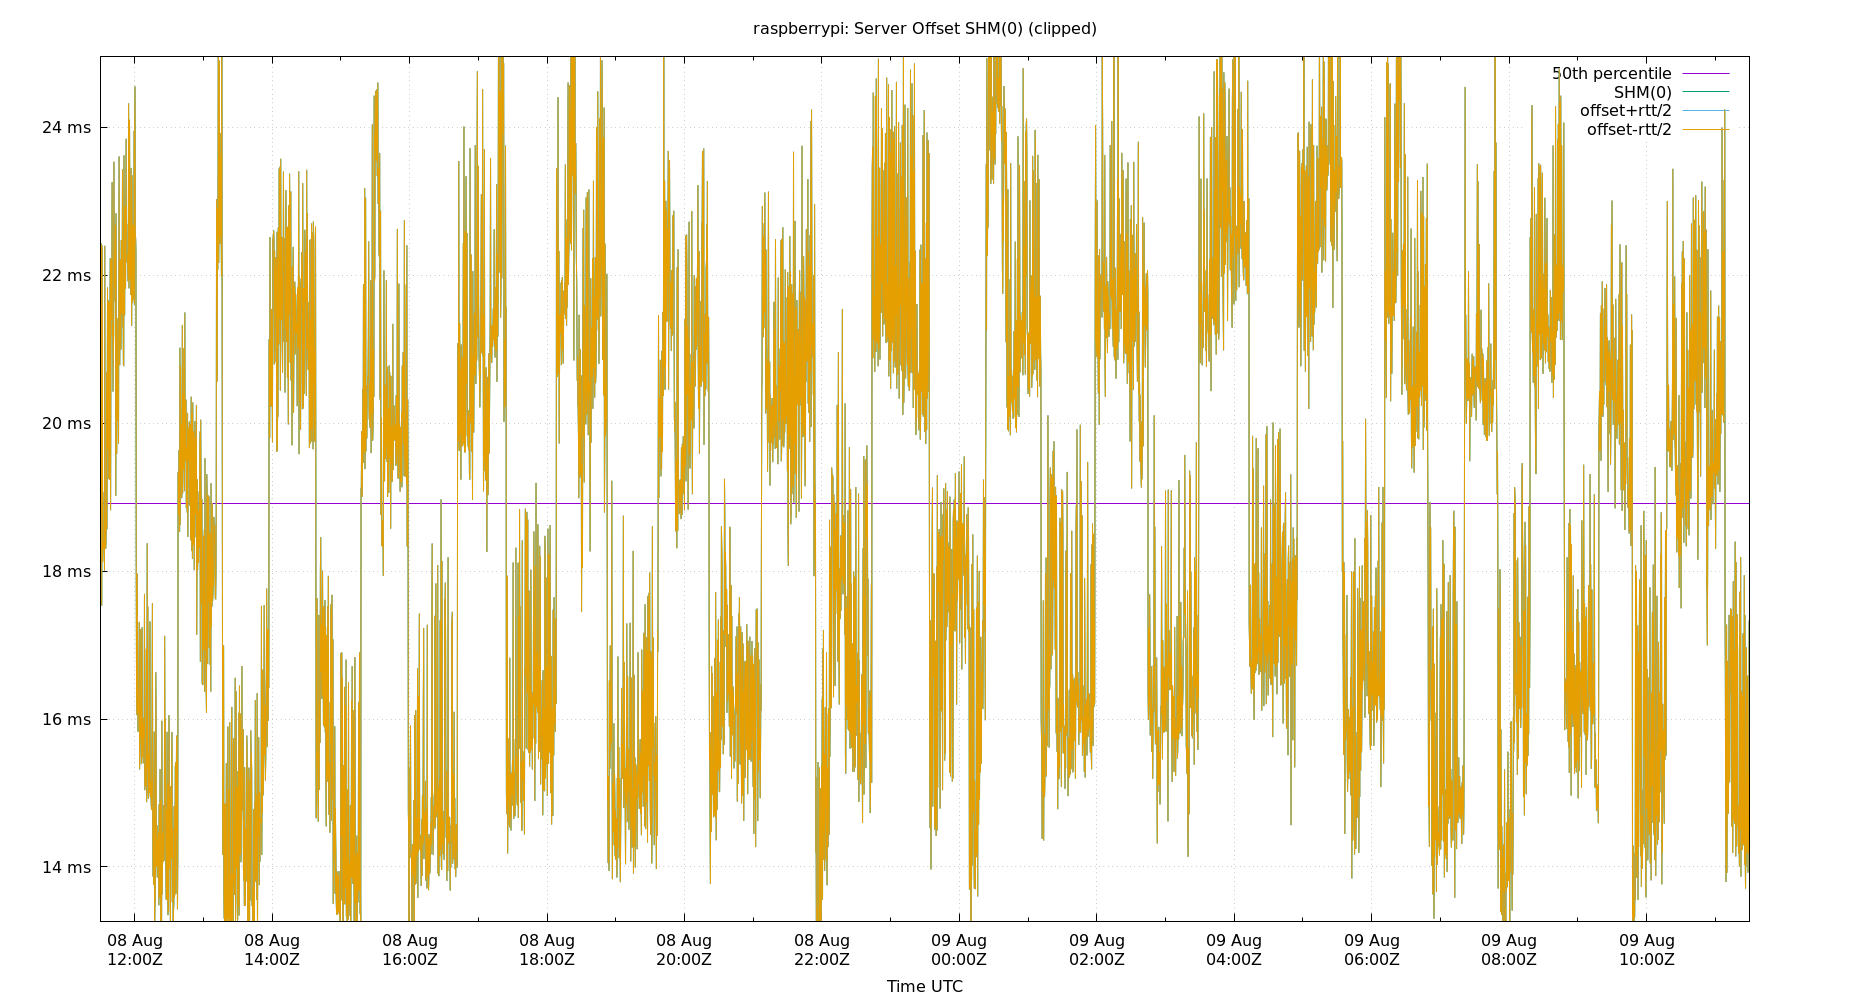 raspberrypi: Server Offset SHM(0) (clipped)
50th percentile
SHM(0)
offset+rtt/2
offset-rtt/2
24 ms
22 ms
20 ms
18 ms
16 ms
14 ms
08 Aug 08 Aug 08 Aug 08 Aug 08 Aug 08 Aug 09 Aug 09 Aug 09 Aug 09 Aug 09 Aug 09 Aug
12:00Z 14:00Z 16:00Z 18:00Z 20:00Z 22:00Z 00:00Z 02:00Z 04:00Z 06:00Z 08:00Z 10:00Z
Time UTC